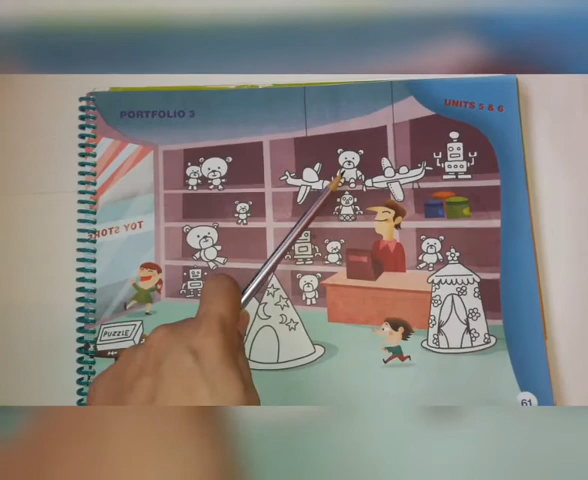 PORTFOLIO 3
UNITS 5 & 6
TOY STORE
PUZZLE
61